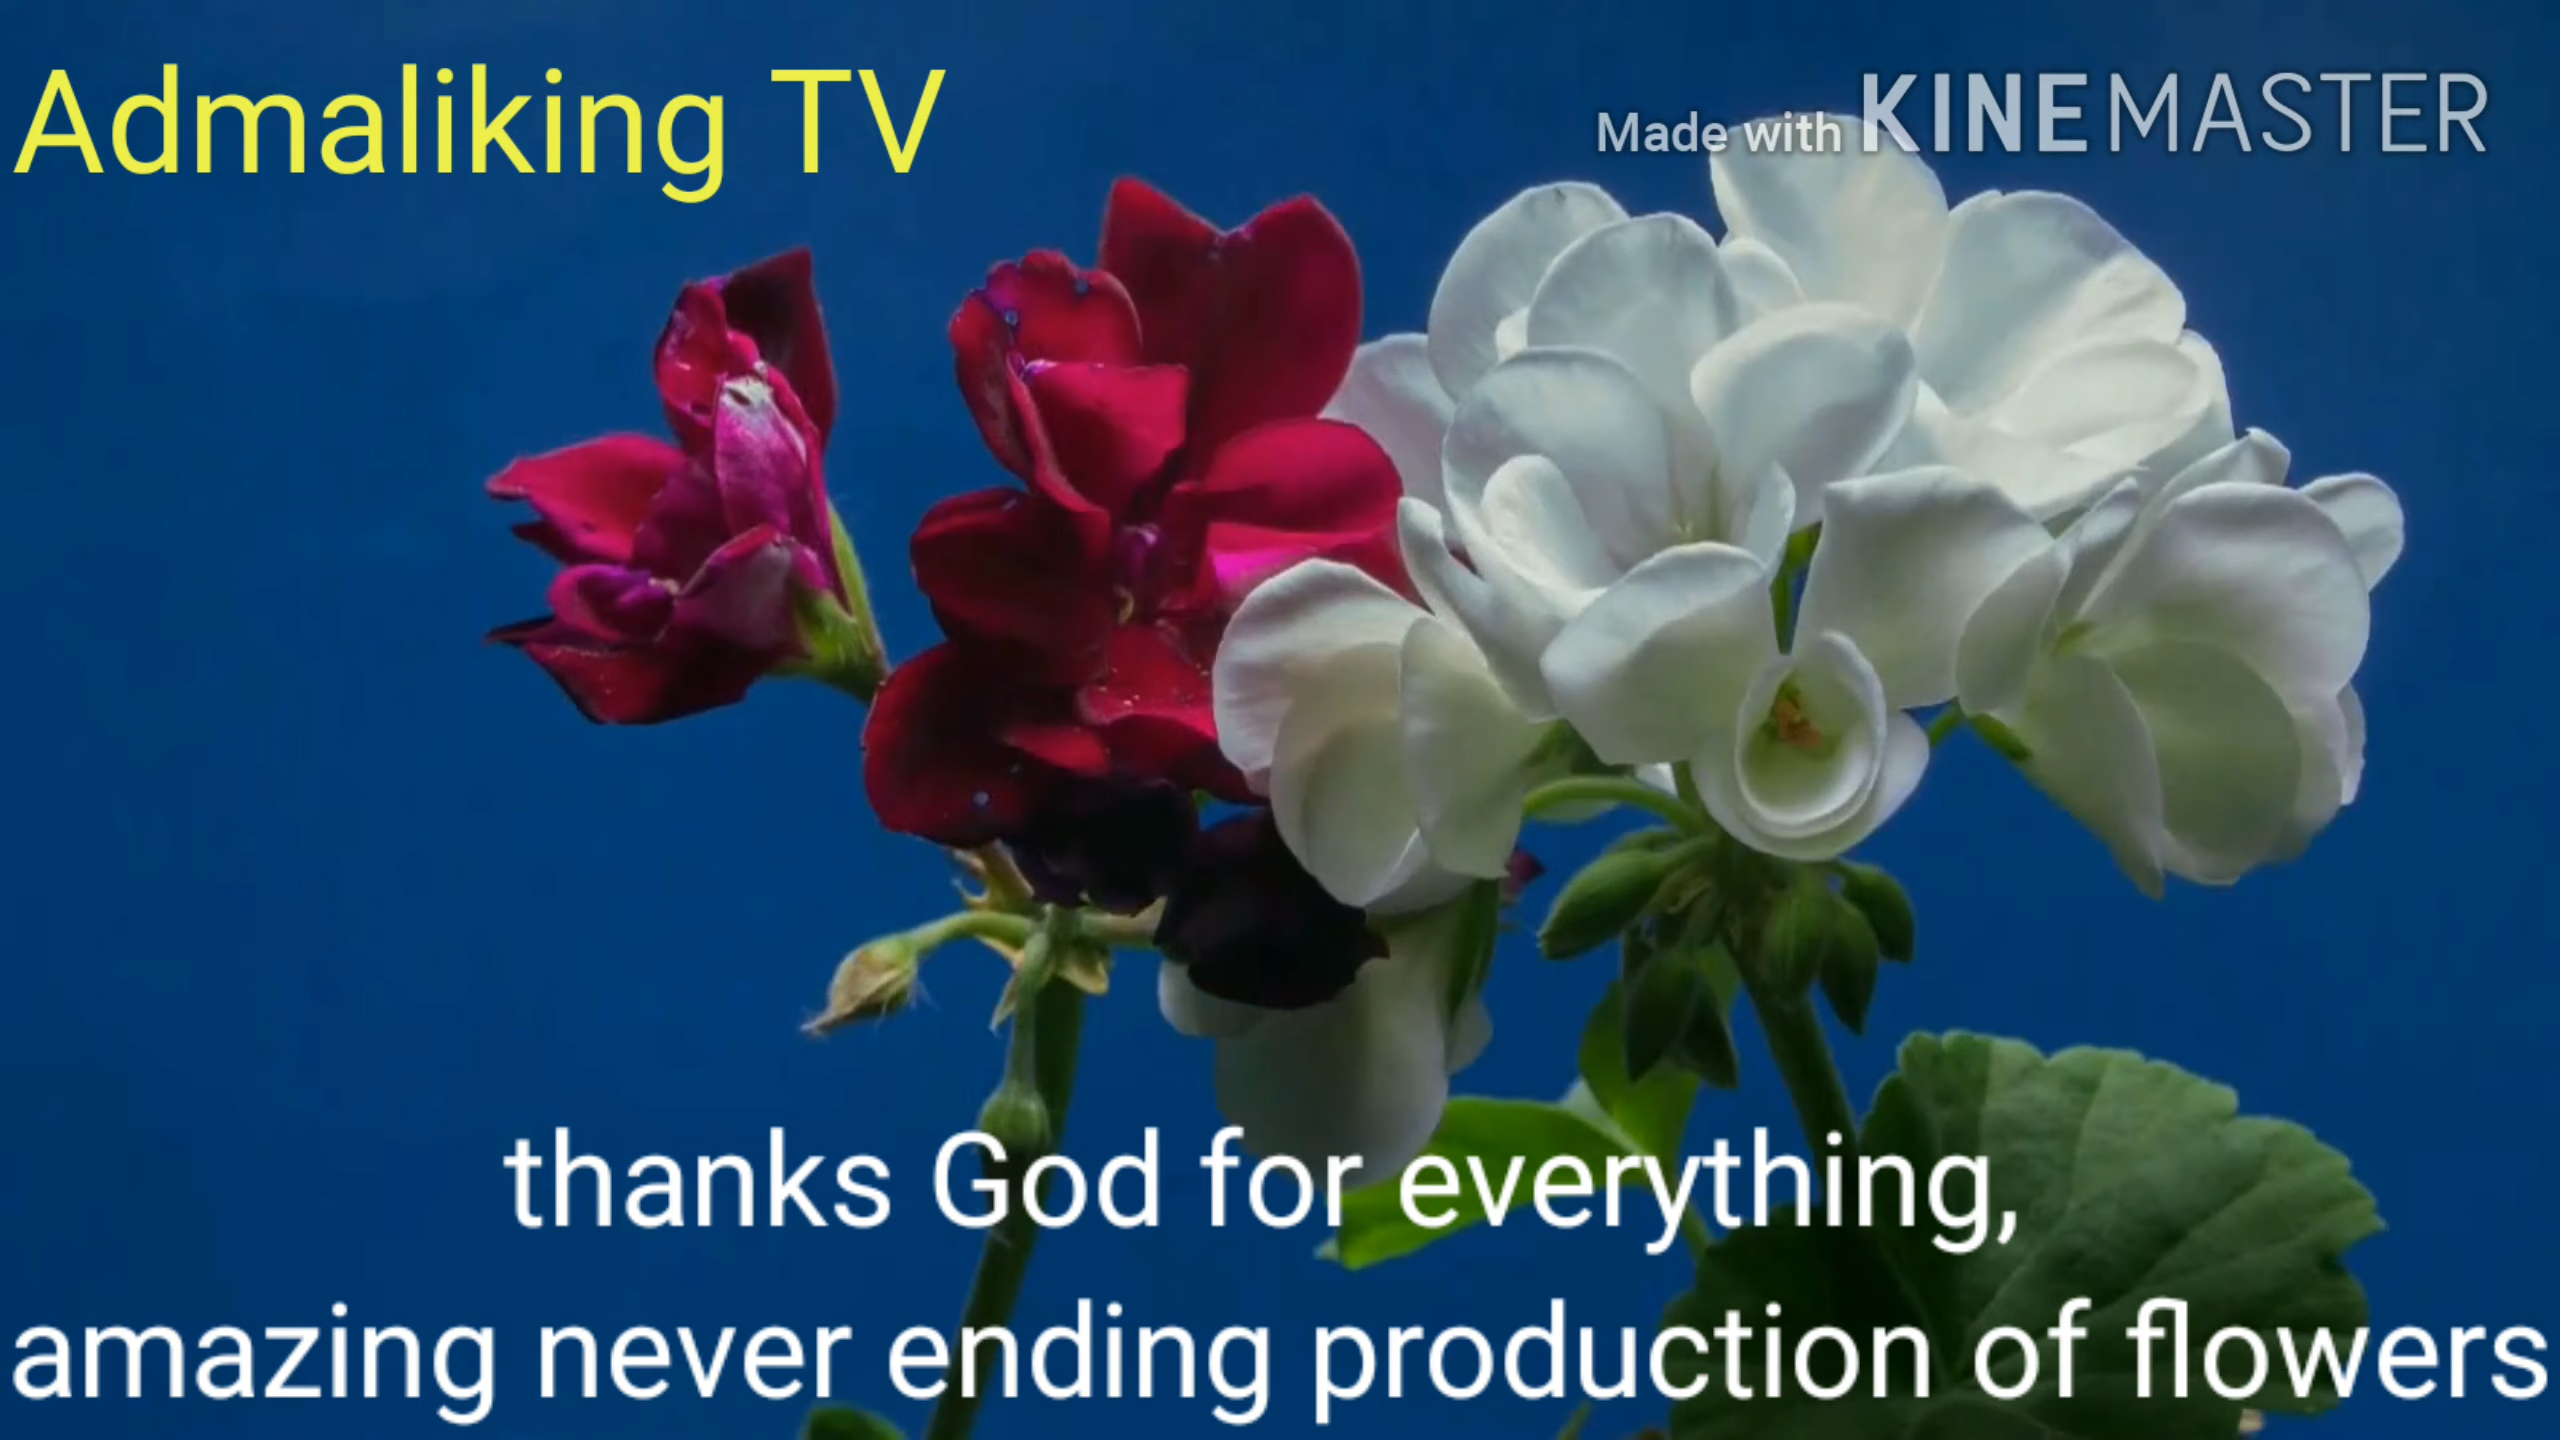 Admaliking TV
Made with KINEMASTER
thanks God for everything,
amazing never ending production of flowers